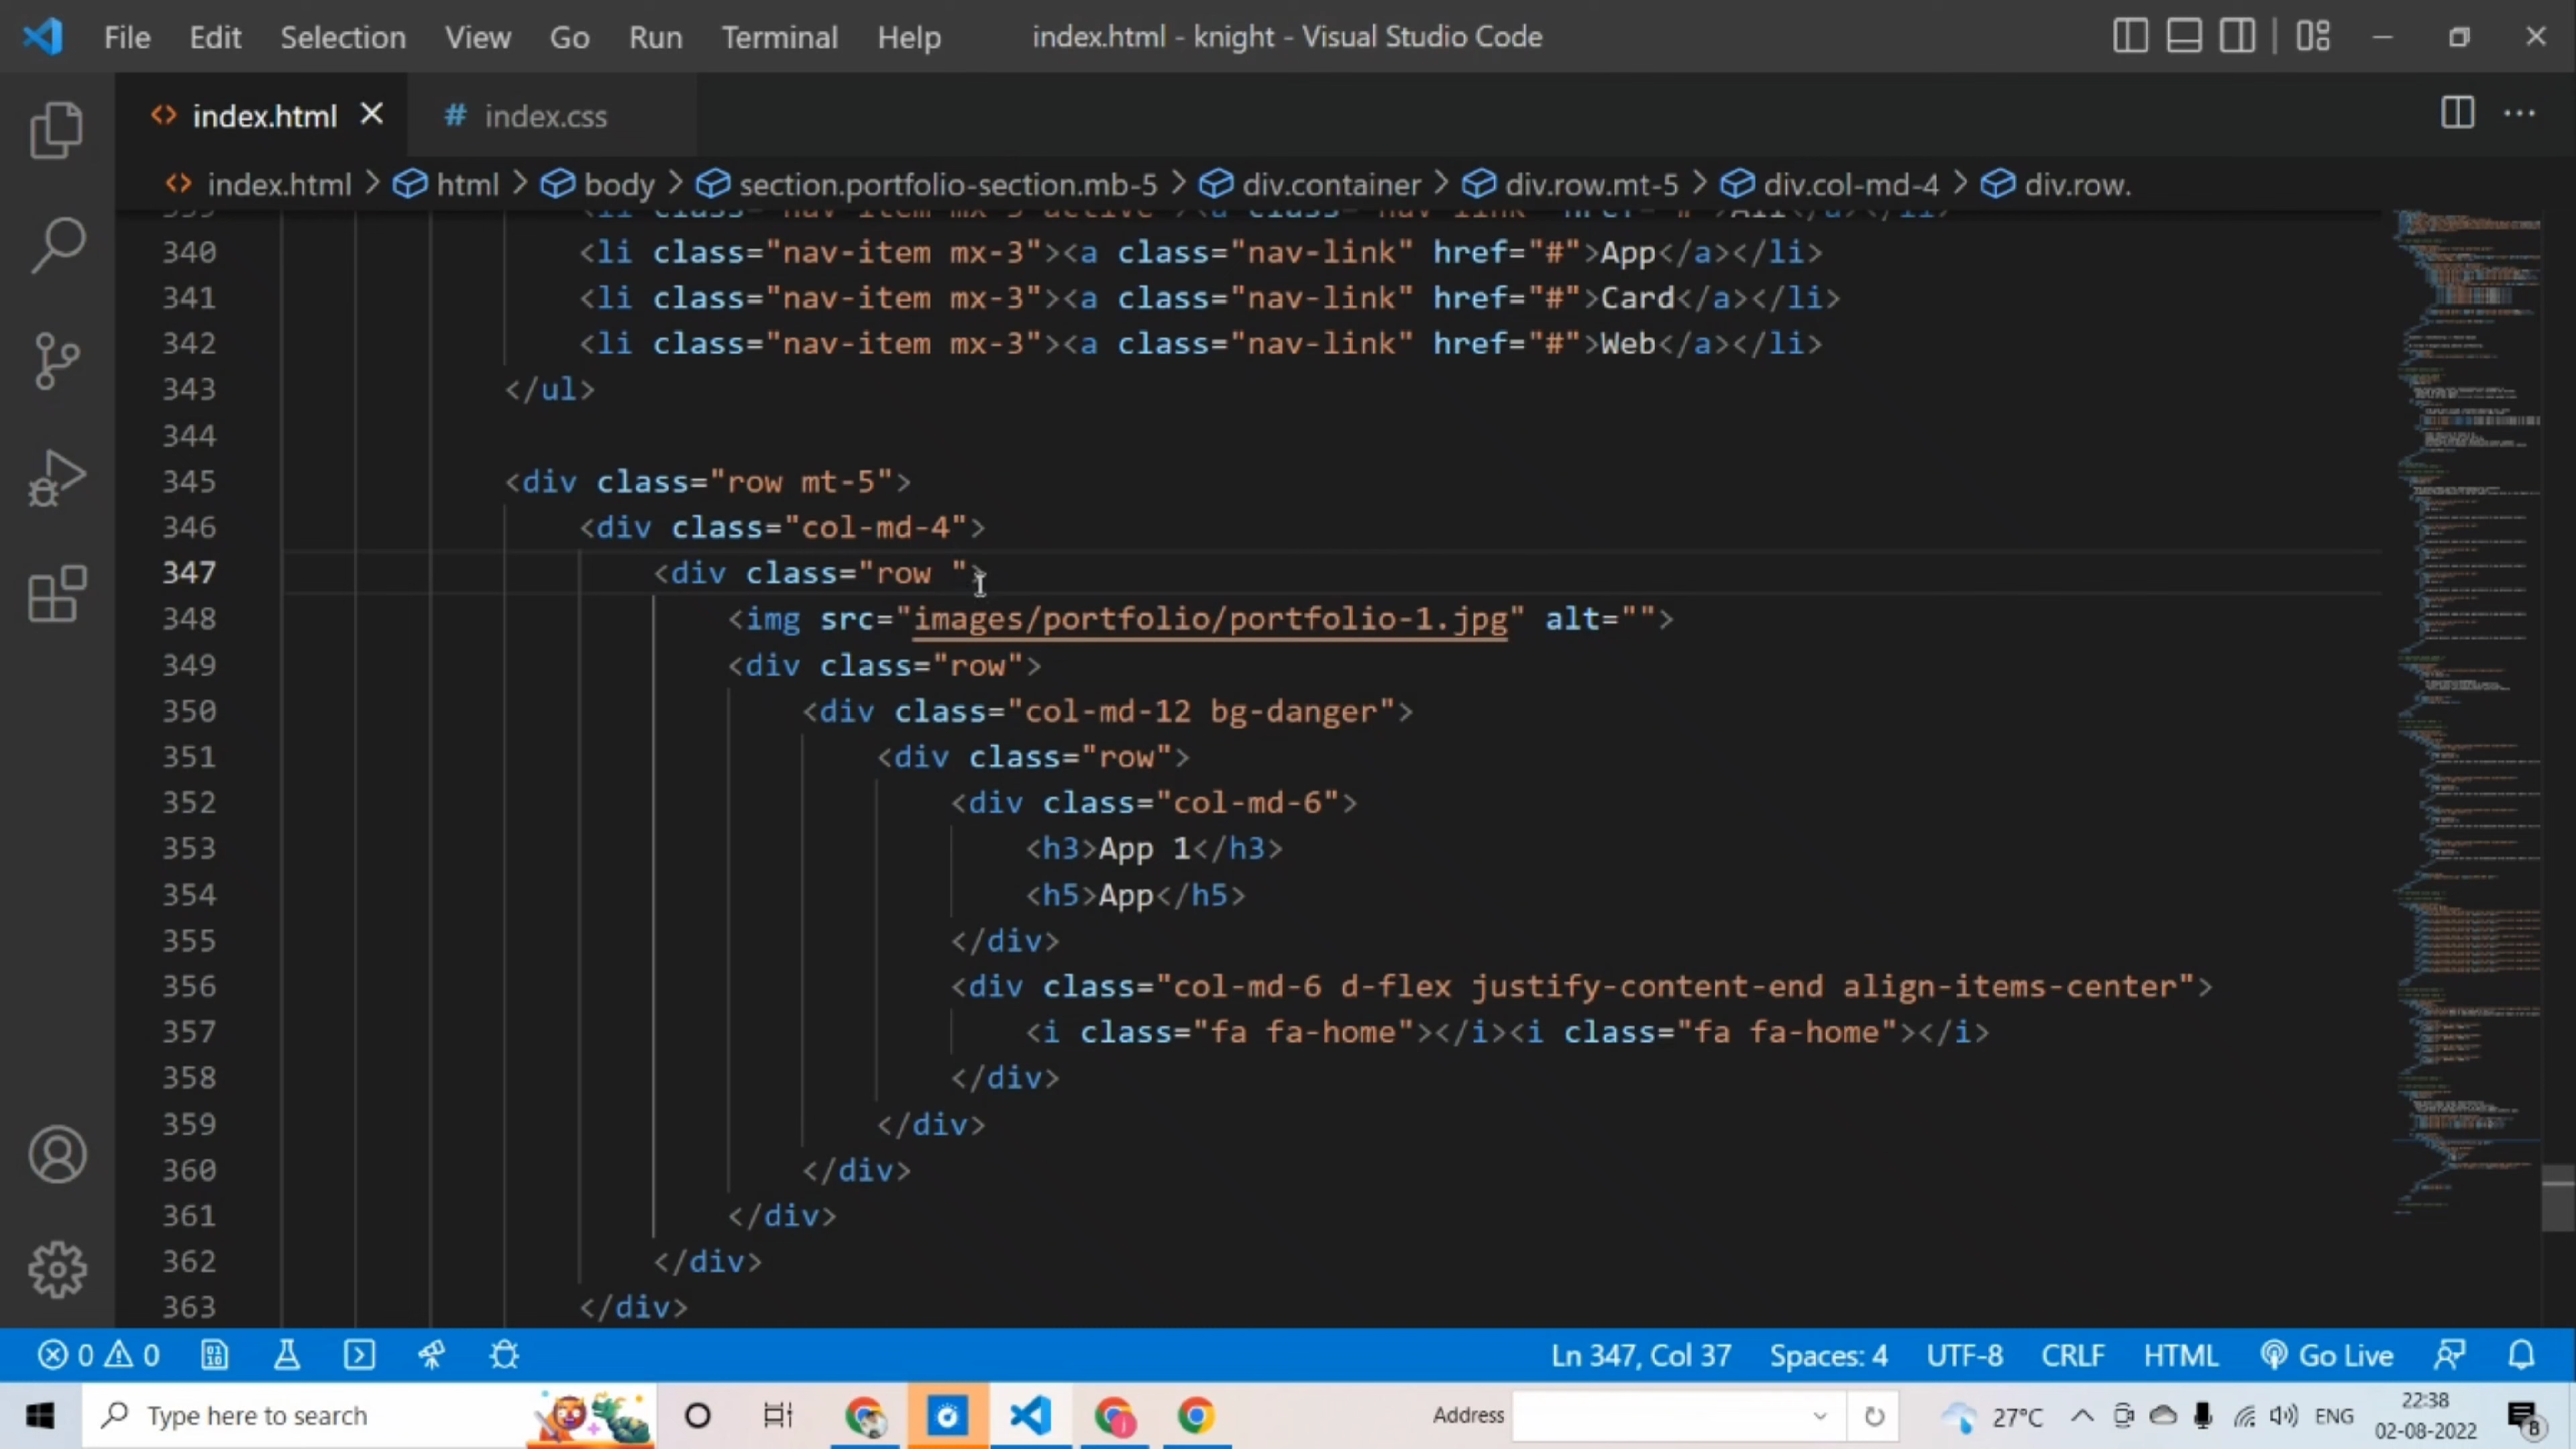 File Edit Selection View Go Run Terminal Help index.html - knight - Visual Studio Code
index.html # index.css
index.html > html > body > section.portfolio-section.mb-5 > div.container > div.row.mt-5 > div.col-md-4 > div.row.
340 <li class="nav-item mx-3"><a class="nav-link" href="#">App</a></li>
341 <li class="nav-item mx-3"><a class="nav-link" href="#">Card</a></li>
342 <li class="nav-item mx-3"><a class="nav-link" href="#">Web</a></li>
343 </ul>
344
345 <div class="row mt-5">
346 <div class="col-md-4">
347 <div class="row ">
348 <img src="images/portfolio/portfolio-1.jpg" alt="">
349 <div class="row">
350 <div class="col-md-12 bg-danger">
351 <div class="row">
352 <div class="col-md-6">
353 <h3>App 1</h3>
354 <h5>App</h5>
355 </div>
356 <div class="col-md-6 d-flex justify-content-end align-items-center">
357 <i class="fa fa-home"></i><i class="fa fa-home"></i>
358 </div>
359 </div>
360 </div>
361 </div>
362 </div>
363 </div>
0 0 Ln 347, Col 37 Spaces: 4 UTF-8 CRLF HTML Go Live
Type here to search Address 27°C ENG 22:38
02-08-2022 8